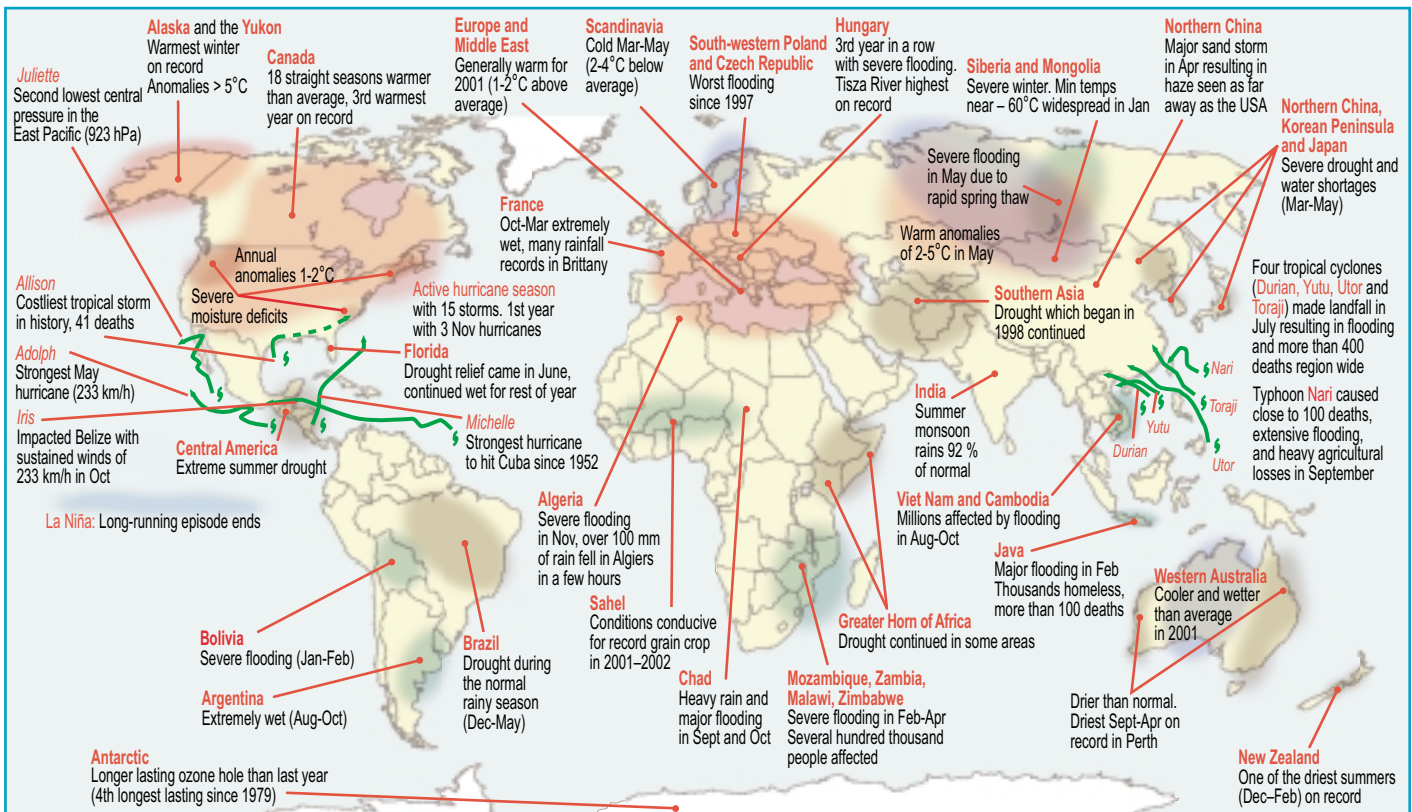 Alaska and the Yukon
Warmest winter
on record
Anomalies > 5°C
Juliette
Second lowest central
pressure in the
East Pacific (923 hPa)
Canada
18 straight seasons warmer
than average, 3rd warmest
year on record
Europe and
Middle East
Generally warm for
2001 (1-2°C above
average)
Scandinavia
Cold Mar-May
(2-4°C below
average)
South-western Poland
and Czech Republic
Worst flooding
since 1997
Hungary
3rd year in a row
with severe flooding.
Tisza River highest
on record
Siberia and Mongolia
Severe winter. Min temps
near – 60°C widespread in Jan
Northern China
Major sand storm
in Apr resulting in
haze seen as far
away as the USA
Northern China,
Korean Peninsula
and Japan
Severe drought and
water shortages
(Mar-May)
Severe flooding
in May due to
rapid spring thaw
Warm anomalies
of 2-5°C in May
France
Oct-Mar extremely
wet, many rainfall
records in Brittany
Annual
anomalies 1-2°C
Severe
moisture deficits
Allison
Costliest tropical storm
in history, 41 deaths
Adolph
Strongest May
hurricane (233 km/h)
Iris
Impacted Belize with
sustained winds of
233 km/h in Oct
Active hurricane season
with 15 storms. 1st year
with 3 Nov hurricanes
Florida
Drought relief came in June,
continued wet for rest of year
Michelle
Strongest hurricane
to hit Cuba since 1952
Central America
Extreme summer drought
La Niña: Long-running episode ends
Southern Asia
Drought which began in
1998 continued
India
Summer
monsoon
rains 92 %
of normal
Four tropical cyclones
(Durian, Yutu, Utor and
Toraji) made landfall in
July resulting in flooding
and more than 400
deaths region wide
Typhoon Nari caused
close to 100 deaths,
extensive flooding,
and heavy agricultural
losses in September
Nari
Toraji
Yutu
Durian
Utor
Algeria
Severe flooding
in Nov, over 100 mm
of rain fell in Algiers
in a few hours
Viet Nam and Cambodia
Millions affected by flooding
in Aug-Oct
Java
Major flooding in Feb
Thousands homeless,
more than 100 deaths
Western Australia
Cooler and wetter
than average
in 2001
Sahel
Conditions conducive
for record grain crop
in 2001–2002
Greater Horn of Africa
Drought continued in some areas
Bolivia
Severe flooding (Jan-Feb)
Argentina
Extremely wet (Aug-Oct)
Brazil
Drought during
the normal
rainy season
(Dec-May)
Chad
Heavy rain and
major flooding
in Sept and Oct
Mozambique, Zambia,
Malawi, Zimbabwe
Severe flooding in Feb-Apr
Several hundred thousand
people affected
Drier than normal.
Driest Sept-Apr on
record in Perth
New Zealand
One of the driest summers
(Dec–Feb) on record
Antarctic
Longer lasting ozone hole than last year
(4th longest lasting since 1979)